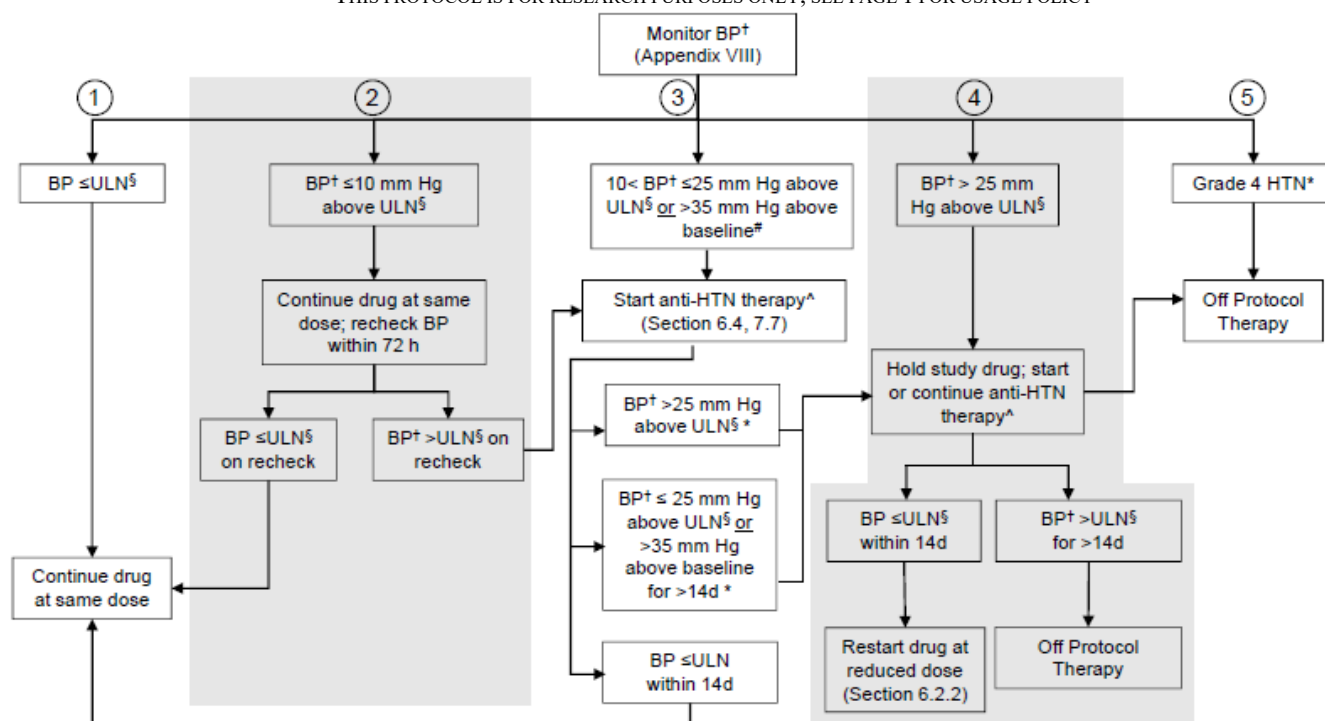 THIS PROTOCOL IS FOR RESEARCH PURPOSES ONLY, SEE PAGE 1 FOR USAGE POLICY
Monitor BP†
(Appendix VIII)
1
2
3
4
5
BP ≤ULN§
BP† ≤10 mm Hg
above ULN§
10< BP† ≤25 mm Hg above
ULN§ or >35 mm Hg above
baseline#
BP† > 25 mm
Hg above ULN§
Grade 4 HTN*
Continue drug at same
dose; recheck BP
within 72 h
Start anti-HTN therapy^
(Section 6.4, 7.7)
Off Protocol
Therapy
Hold study drug; start
or continue anti-HTN
therapy^
BP ≤ULN§
on recheck
BP† >ULN§ on
recheck
BP† >25 mm Hg
above ULN§ *
BP† ≤ 25 mm Hg
above ULN§ or
>35 mm Hg
above baseline
for >14d *
BP ≤ULN§
within 14d
BP† >ULN§
for >14d
Continue drug
at same dose
BP ≤ULN
within 14d
Restart drug at
reduced dose
(Section 6.2.2)
Off Protocol
Therapy